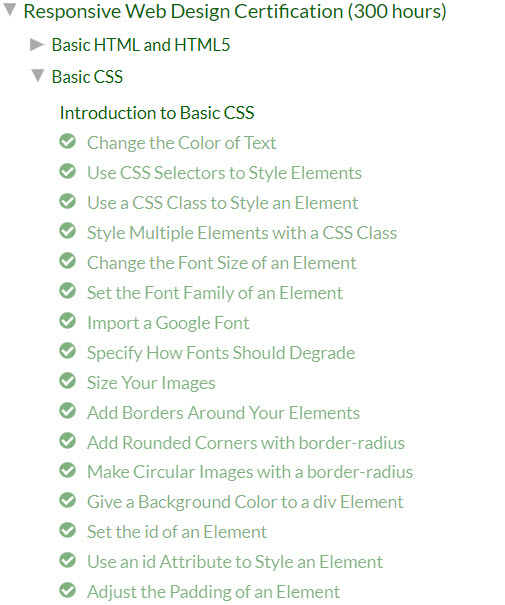 Responsive Web Design Certification (300 hours)
Basic HTML and HTML5
Basic CSS
Introduction to Basic CSS
Change the Color of Text
Use CSS Selectors to Style Elements
Use a CSS Class to Style an Element
Style Multiple Elements with a CSS Class
Change the Font Size of an Element
Set the Font Family of an Element
Import a Google Font
Specify How Fonts Should Degrade
Size Your Images
Add Borders Around Your Elements
Add Rounded Corners with border-radius
Make Circular Images with a border-radius
Give a Background Color to a div Element
Set the id of an Element
Use an id Attribute to Style an Element
Adjust the Padding of an Element